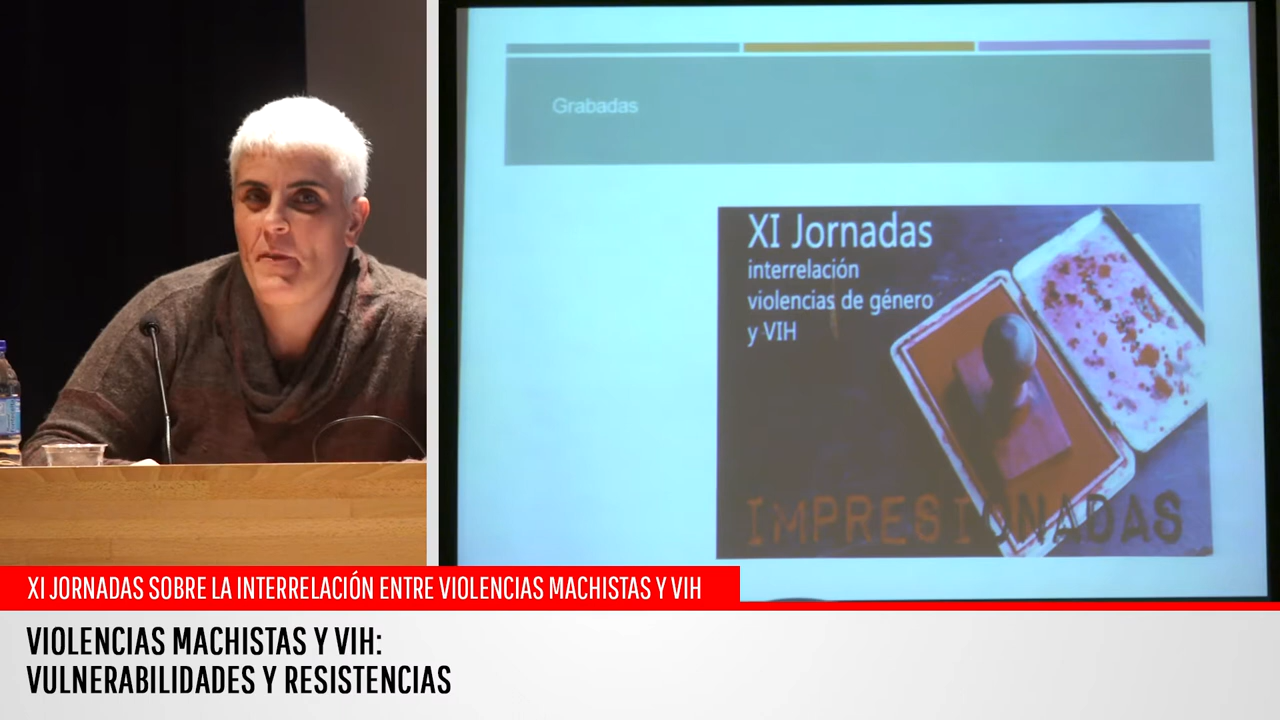 Grabadas
XI Jornadas
interrelación
violencias de género
y VIH
IMPRESIONADAS
XI JORNADAS SOBRE LA INTERRELACIÓN ENTRE VIOLENCIAS MACHISTAS Y VIH
VIOLENCIAS MACHISTAS Y VIH:
VULNERABILIDADES Y RESISTENCIAS